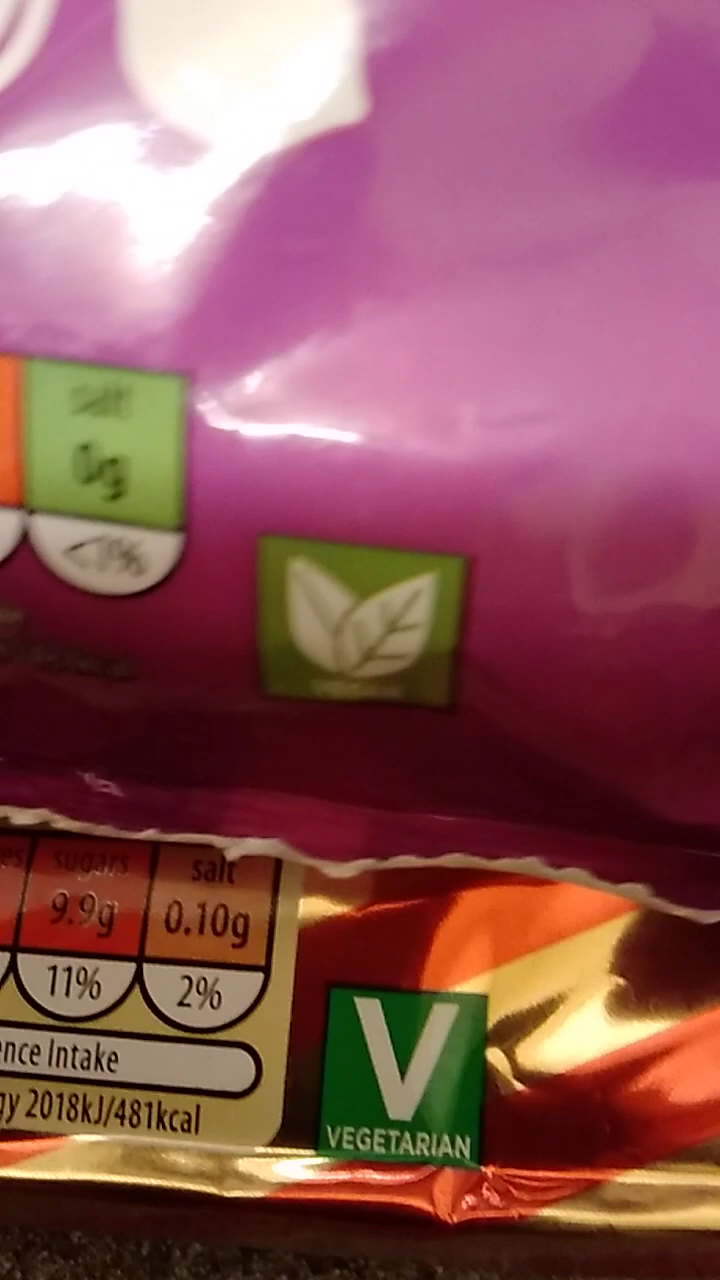 salt
0g
<1%
sugars
salt
9.9g
0.10g
11%
2%
ence Intake
gy 2018kJ/481kcal
V
VEGETARIAN